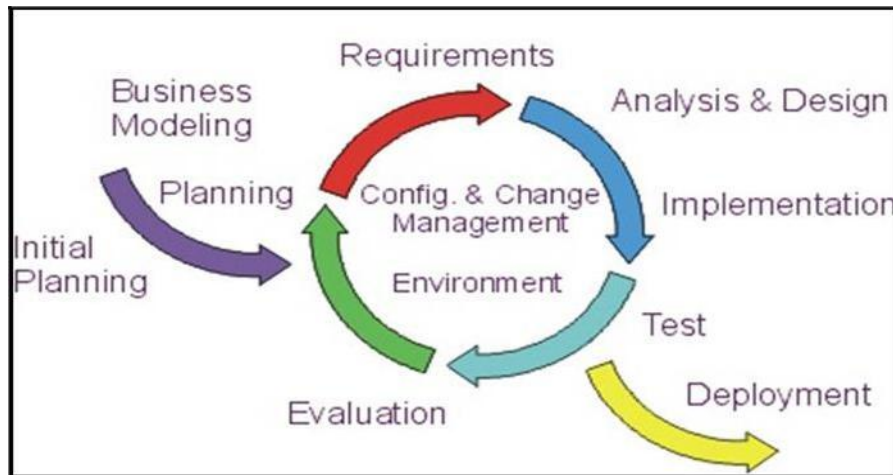 Requirements
Business
Modeling
Analysis & Design
Planning
Config. & Change
Management
Implementation
Initial
Planning
Environment
Test
Evaluation
Deployment